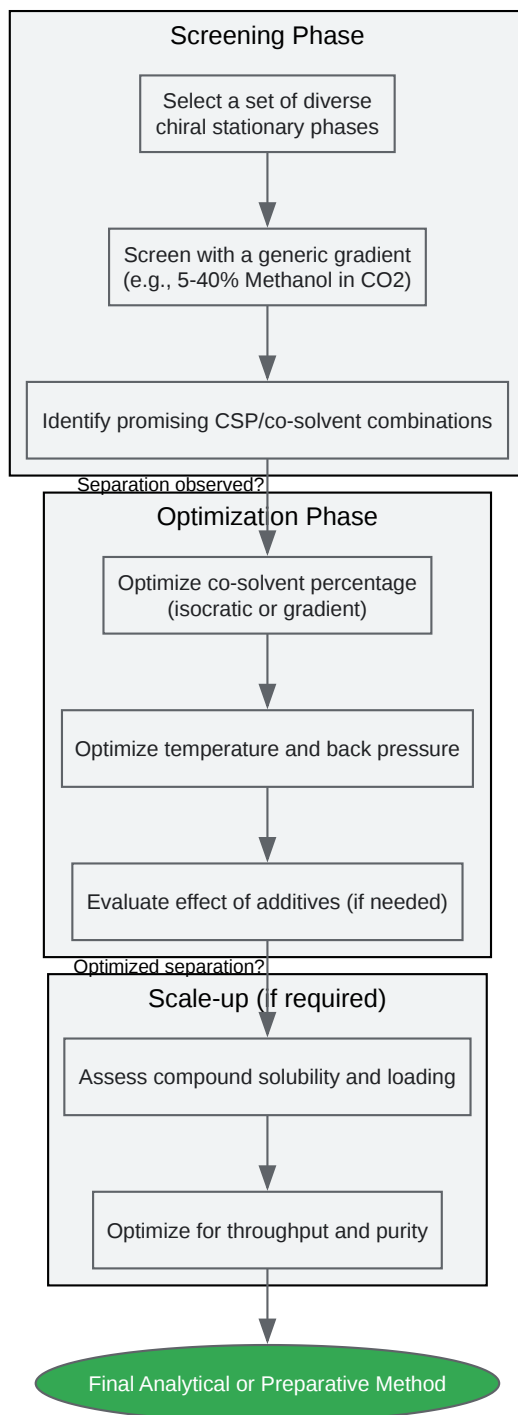 Screening Phase
Select a set of diverse
chiral stationary phases
Screen with a generic gradient
(e.g., 5-40% Methanol in CO2)
Identify promising CSP/co-solvent combinations
Separation observed?
Optimization Phase
Optimize co-solvent percentage
(isocratic or gradient)
Optimize temperature and back pressure
Evaluate effect of additives (if needed)
Optimized separation?
Scale-up (if required)
Assess compound solubility and loading
Optimize for throughput and purity
Final Analytical or Preparative Method